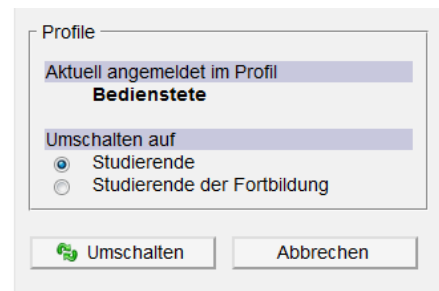 Profile
Aktuell angemeldet im Profil
Bedienstete
Umschalten auf
Studierende
Studierende der Fortbildung
Umschalten
Abbrechen